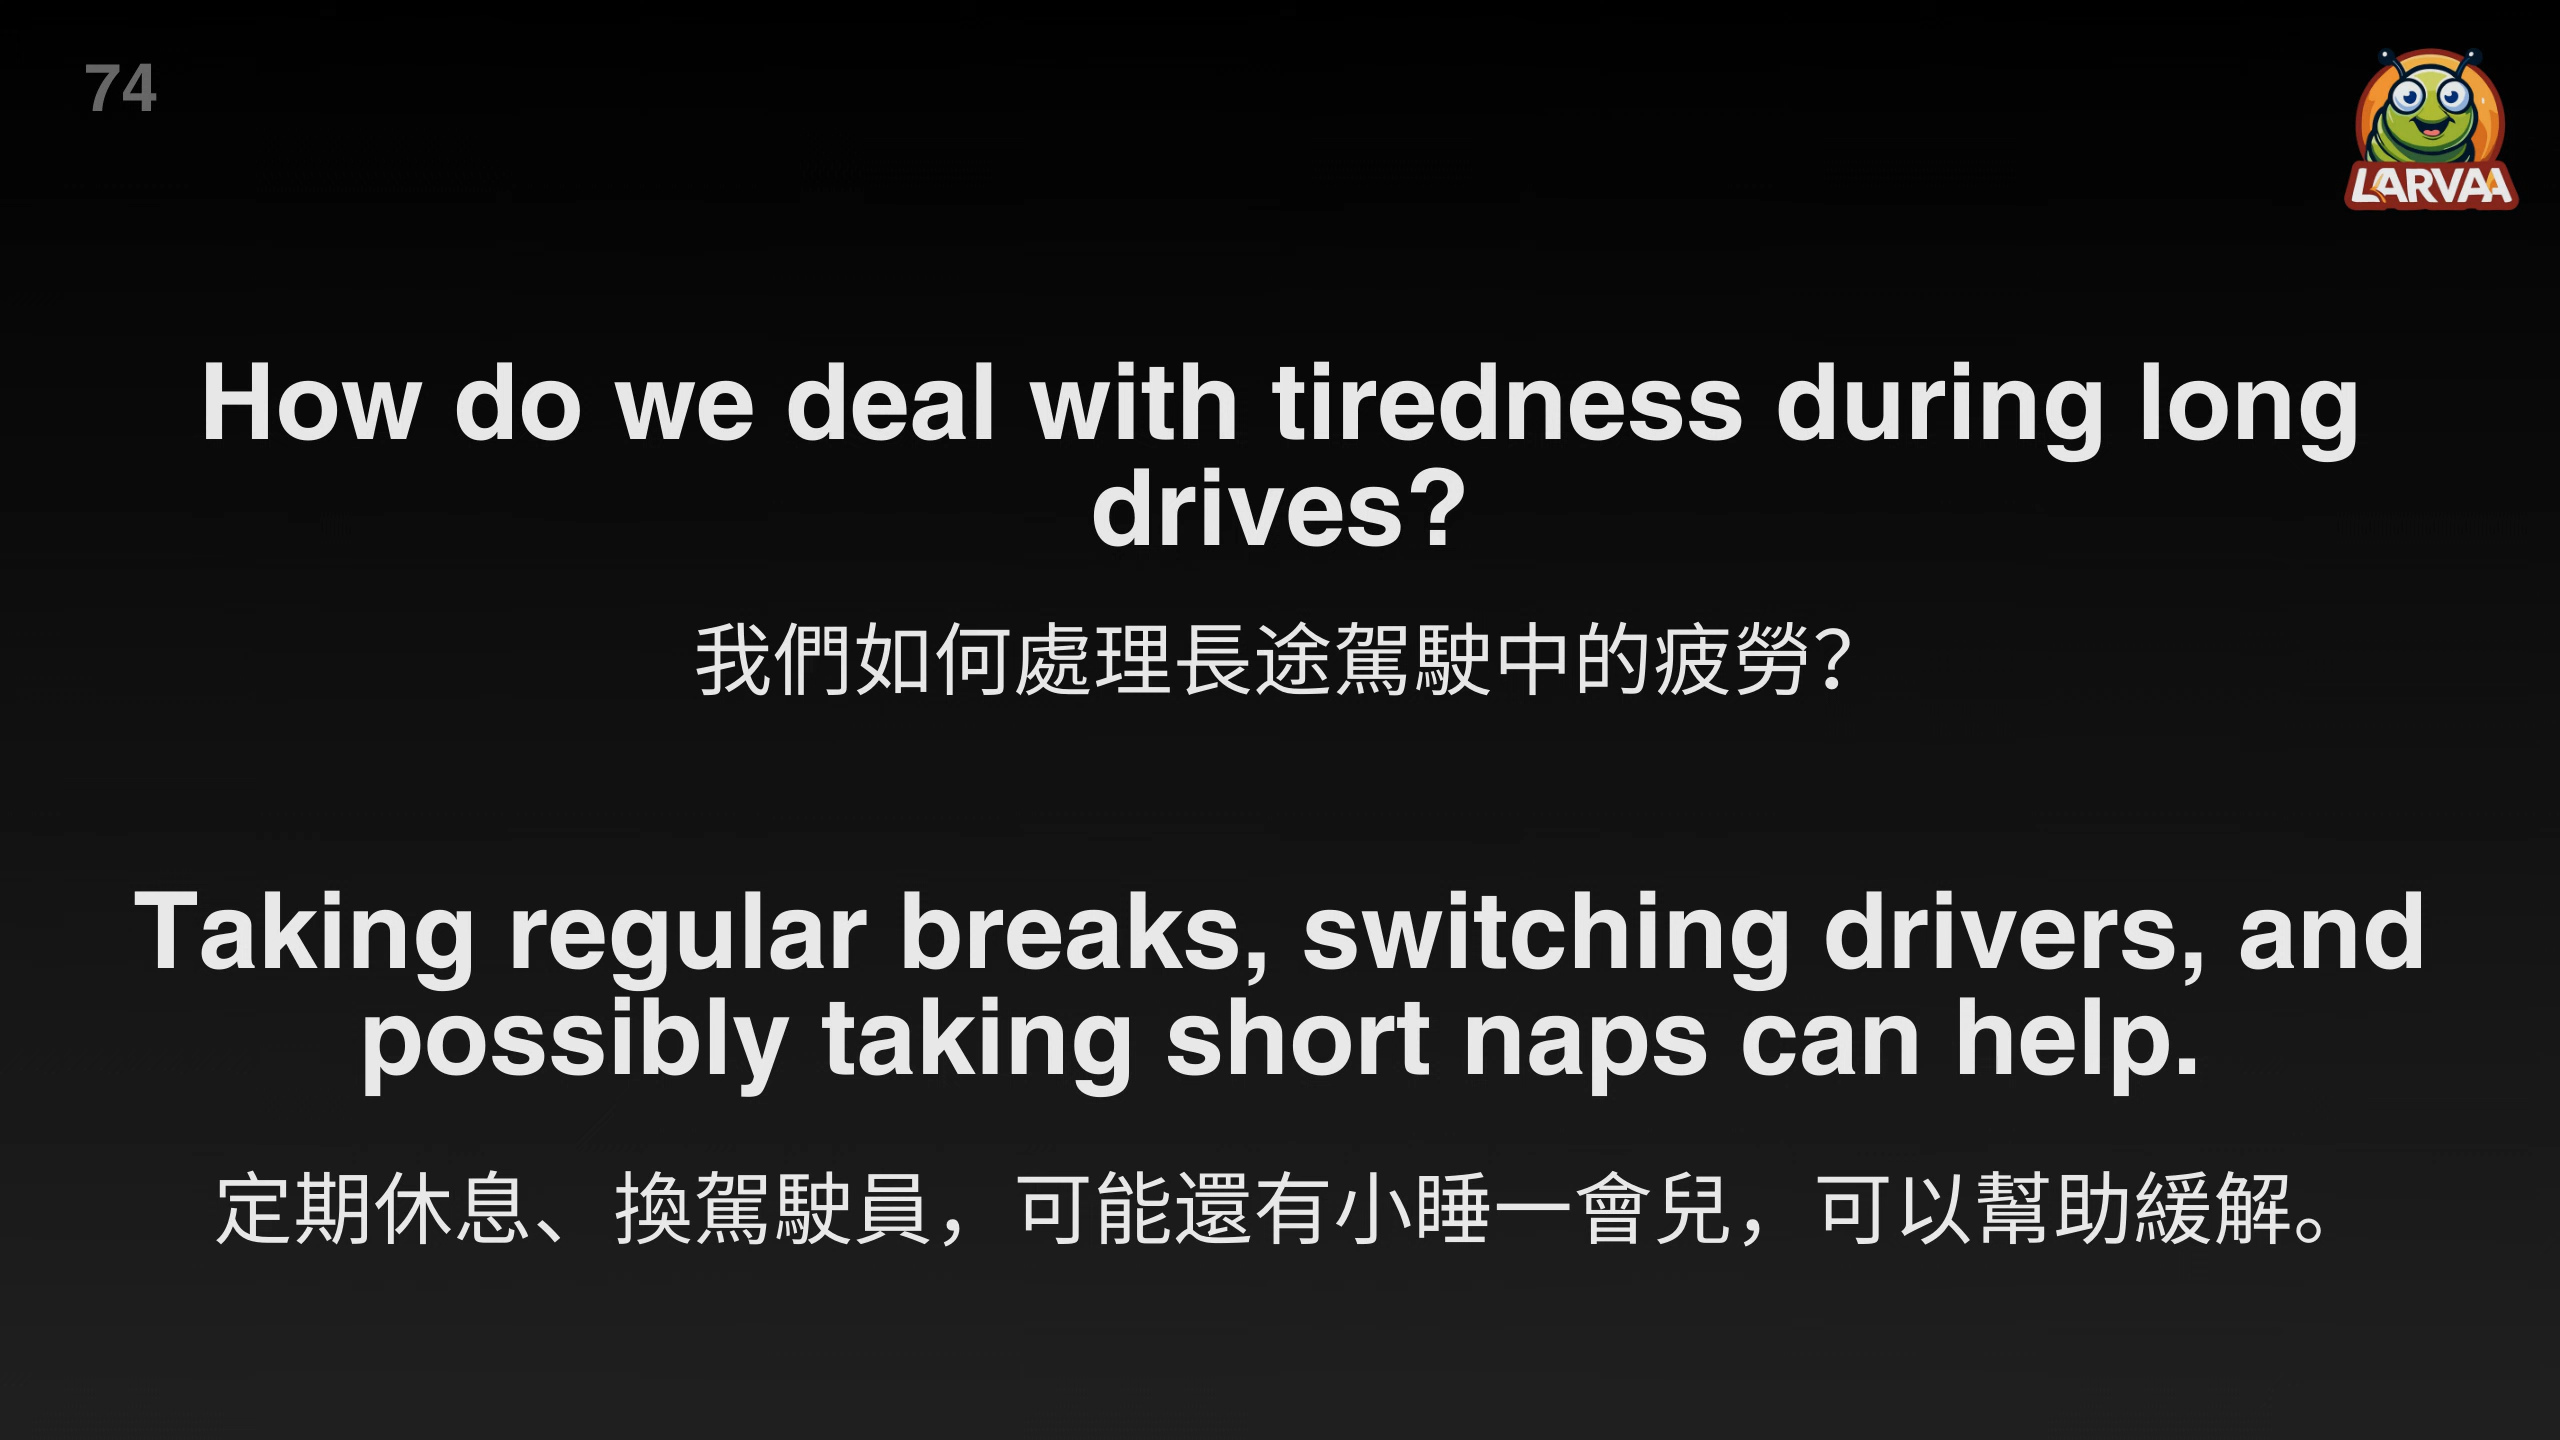 74
LARVAA
How do we deal with tiredness during long
drives?
我們如何處理長途駕駛中的疲勞？
Taking regular breaks, switching drivers, and
possibly taking short naps can help.
定期休息、換駕駛員，可能還有小睡一會兒，可以幫助緩解。